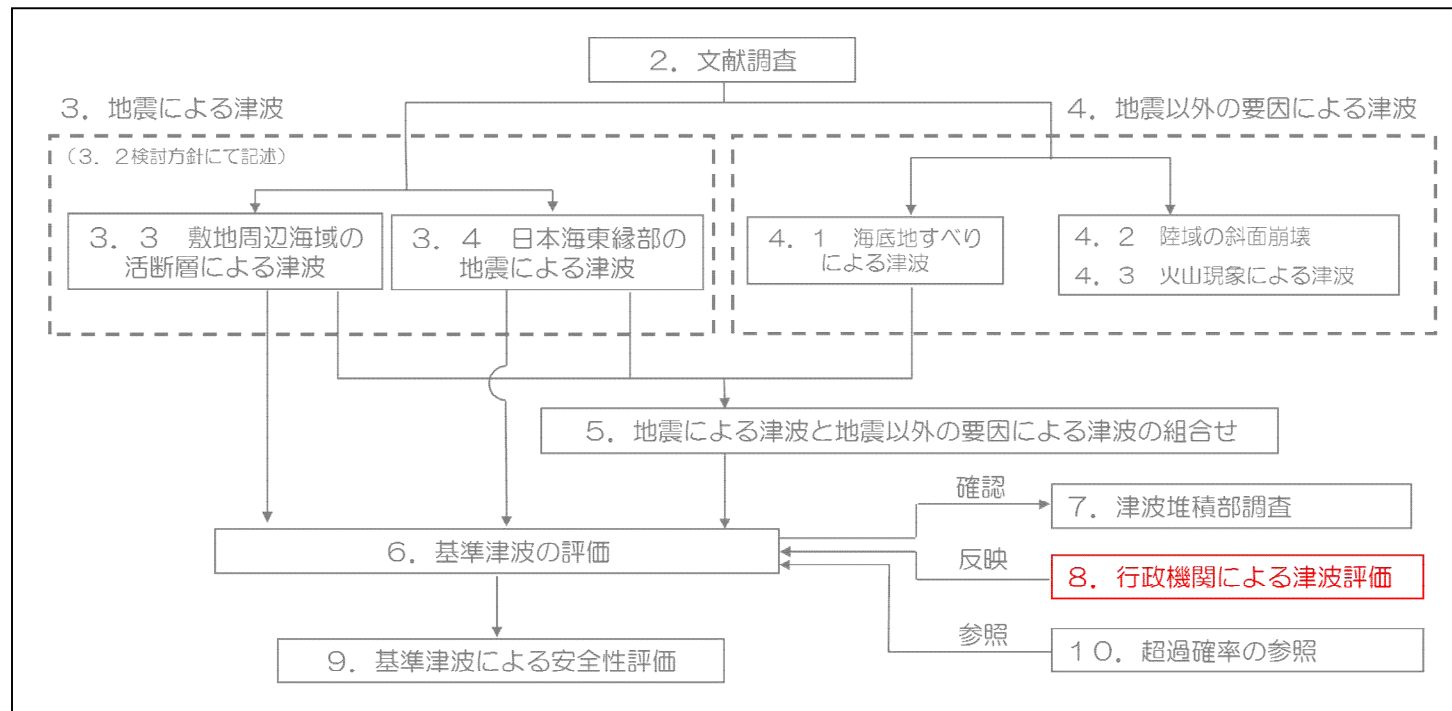 ２．文献調査
３．地震による津波
４．地震以外の要因による津波
（３．２検討方針にて記述）
３．３　敷地周辺海域の
活断層による津波
３．４　日本海東縁部の
地震による津波
４．１　海底地すべり
による津波
４．２　陸域の斜面崩壊
４．３　火山現象による津波
５．地震による津波と地震以外の要因による津波の組合せ
確認
７．津波堆積部調査
６．基準津波の評価
反映
８．行政機関による津波評価
参照
１０．超過確率の参照
９．基準津波による安全性評価